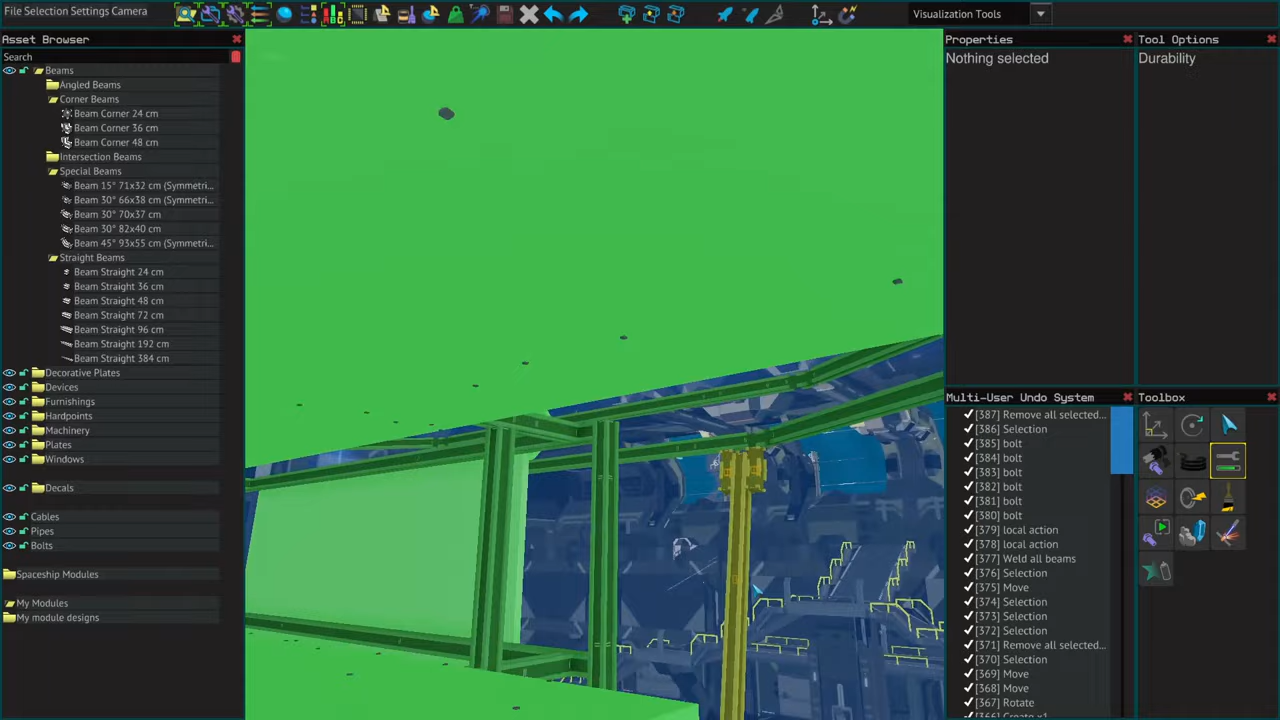 File Selection Settings Camera
Visualization Tools
Asset Browser
Search
Beams
Angled Beams
Corner Beams
Beam Corner 24 cm
Beam Corner 36 cm
Beam Corner 48 cm
Intersection Beams
Special Beams
Beam 15° 71x32 cm (Symmetri...
Beam 30° 66x38 cm (Symmetri...
Beam 30° 70x37 cm
Beam 30° 82x40 cm
Beam 45° 93x55 cm (Symmetri...
Straight Beams
Beam Straight 24 cm
Beam Straight 36 cm
Beam Straight 48 cm
Beam Straight 72 cm
Beam Straight 96 cm
Beam Straight 192 cm
Beam Straight 384 cm
Decorative Plates
Devices
Furnishings
Hardpoints
Machinery
Plates
Windows
Decals
Cables
Pipes
Bolts
Spaceship Modules
My Modules
My module designs
Properties
Nothing selected
Tool Options
Durability
Multi-User Undo System
[387] Remove all selected...
[386] Selection
[385] bolt
[384] bolt
[383] bolt
[382] bolt
[381] bolt
[380] bolt
[379] local action
[378] local action
[377] Weld all beams
[376] Selection
[375] Move
[374] Selection
[373] Selection
[372] Selection
[371] Remove all selected...
[370] Selection
[369] Move
[368] Move
[367] Rotate
[366] Create x1
Toolbox